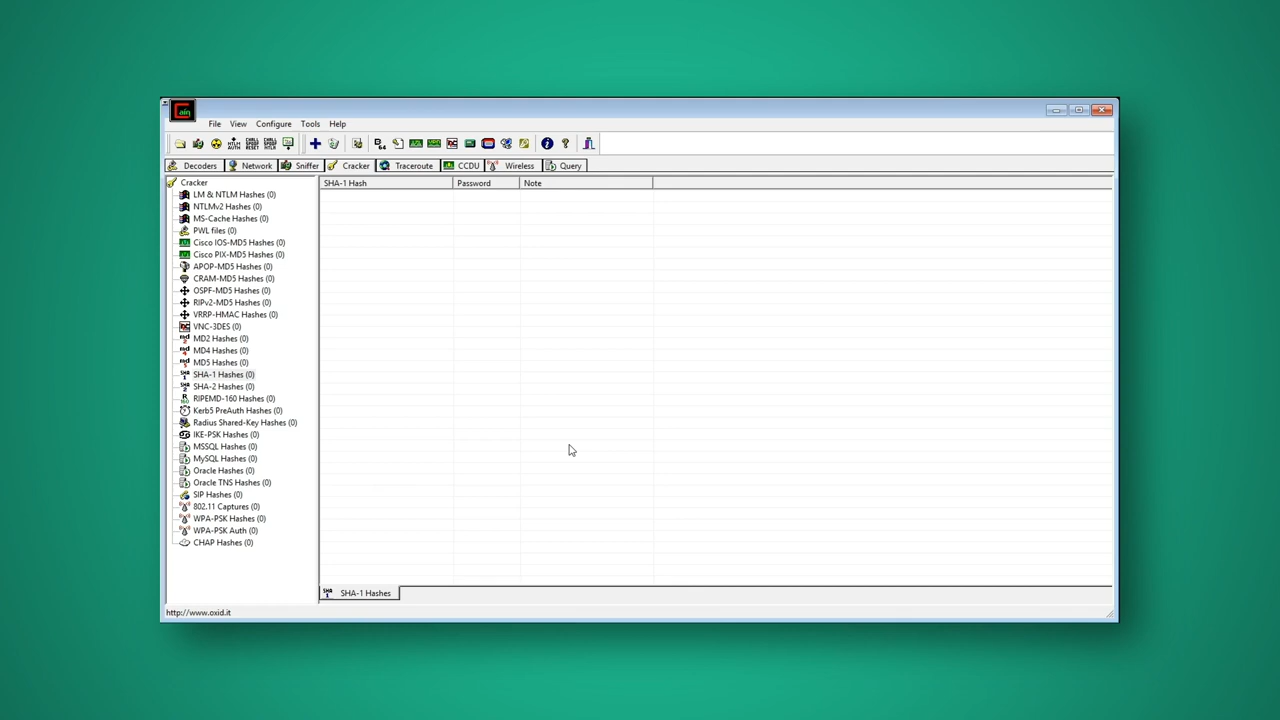 Cain
File View Configure Tools Help
Decoders Network Sniffer Cracker Traceroute CCDU Wireless Query
Cracker
SHA-1 Hash Password Note
LM & NTLM Hashes (0)
NTLMv2 Hashes (0)
MS-Cache Hashes (0)
PWL files (0)
Cisco IOS-MD5 Hashes (0)
Cisco PIX-MD5 Hashes (0)
APOP-MD5 Hashes (0)
CRAM-MD5 Hashes (0)
OSPF-MD5 Hashes (0)
RIPv2-MD5 Hashes (0)
VRRP-HMAC Hashes (0)
VNC-3DES (0)
MD2 Hashes (0)
MD4 Hashes (0)
MD5 Hashes (0)
SHA-1 Hashes (0)
SHA-2 Hashes (0)
RIPEMD-160 Hashes (0)
Kerb5 PreAuth Hashes (0)
Radius Shared-Key Hashes (0)
IKE-PSK Hashes (0)
MSSQL Hashes (0)
MySQL Hashes (0)
Oracle Hashes (0)
Oracle TNS Hashes (0)
SIP Hashes (0)
802.11 Captures (0)
WPA-PSK Hashes (0)
WPA-PSK Auth (0)
CHAP Hashes (0)
SHA-1 Hashes
http://www.oxid.it